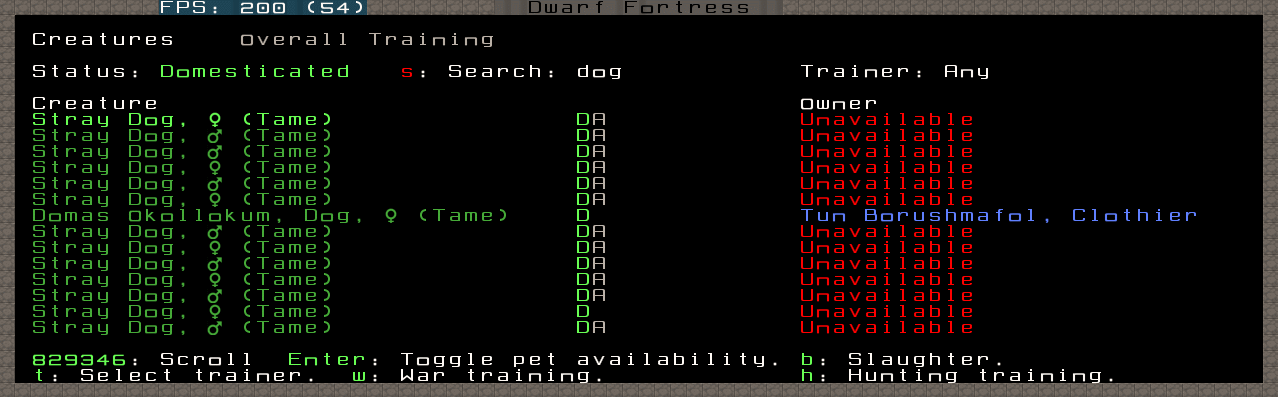 FPS: 200 (54) Dwarf Fortress
Creatures Overall Training
Status: Domesticated s: Search: dog Trainer: Any
Creature Owner
Stray Dog, ♀ (Tame) DA Unavailable
Stray Dog, ♂ (Tame) DA Unavailable
Stray Dog, ♂ (Tame) DA Unavailable
Stray Dog, ♀ (Tame) DA Unavailable
Stray Dog, ♂ (Tame) DA Unavailable
Stray Dog, ♀ (Tame) DA Unavailable
Domas Okollokum, Dog, ♀ (Tame) D Tun Borushmafol, Clothier
Stray Dog, ♂ (Tame) DA Unavailable
Stray Dog, ♀ (Tame) DA Unavailable
Stray Dog, ♂ (Tame) DA Unavailable
Stray Dog, ♀ (Tame) DA Unavailable
Stray Dog, ♂ (Tame) DA Unavailable
Stray Dog, ♀ (Tame) D Unavailable
Stray Dog, ♂ (Tame) DA Unavailable
829346: Scroll Enter: Toggle pet availability. b: Slaughter.
t: Select trainer. w: War training. h: Hunting training.